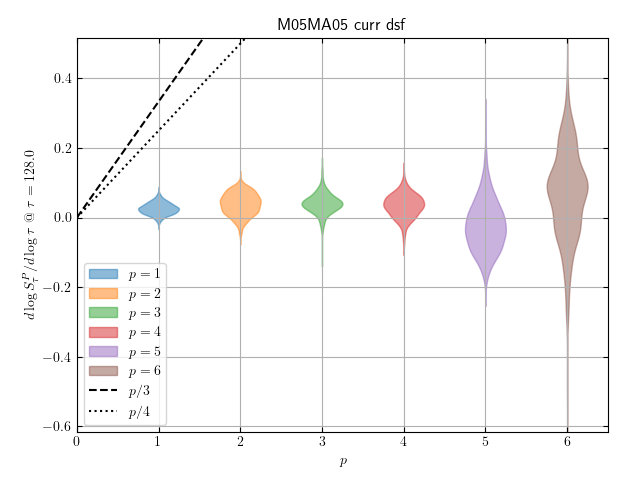 M05MA05 curr dsf
d log S_τ^P / d log τ @ τ = 128.0
0.4
0.2
0.0
−0.2
−0.4
−0.6
p = 1
p = 2
p = 3
p = 4
p = 5
p = 6
p/3
p/4
0 1 2 3 4 5 6
p